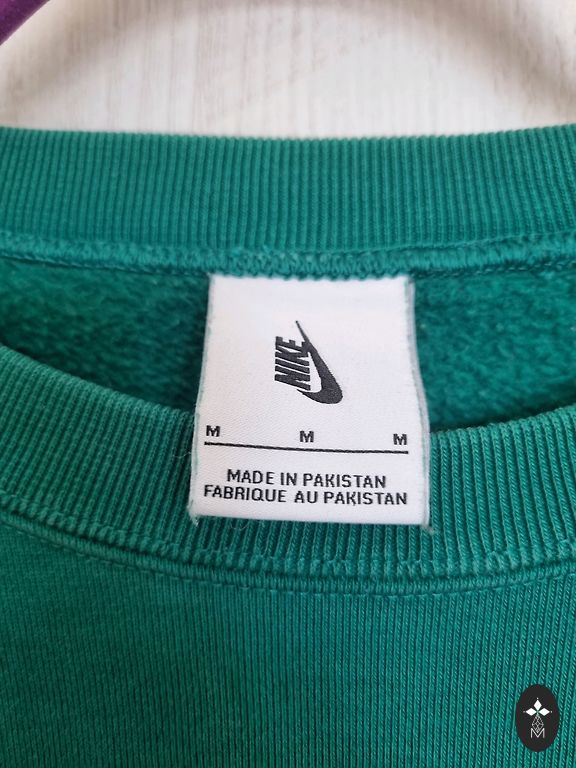 NIKE
M M M
MADE IN PAKISTAN
FABRIQUE AU PAKISTAN
M